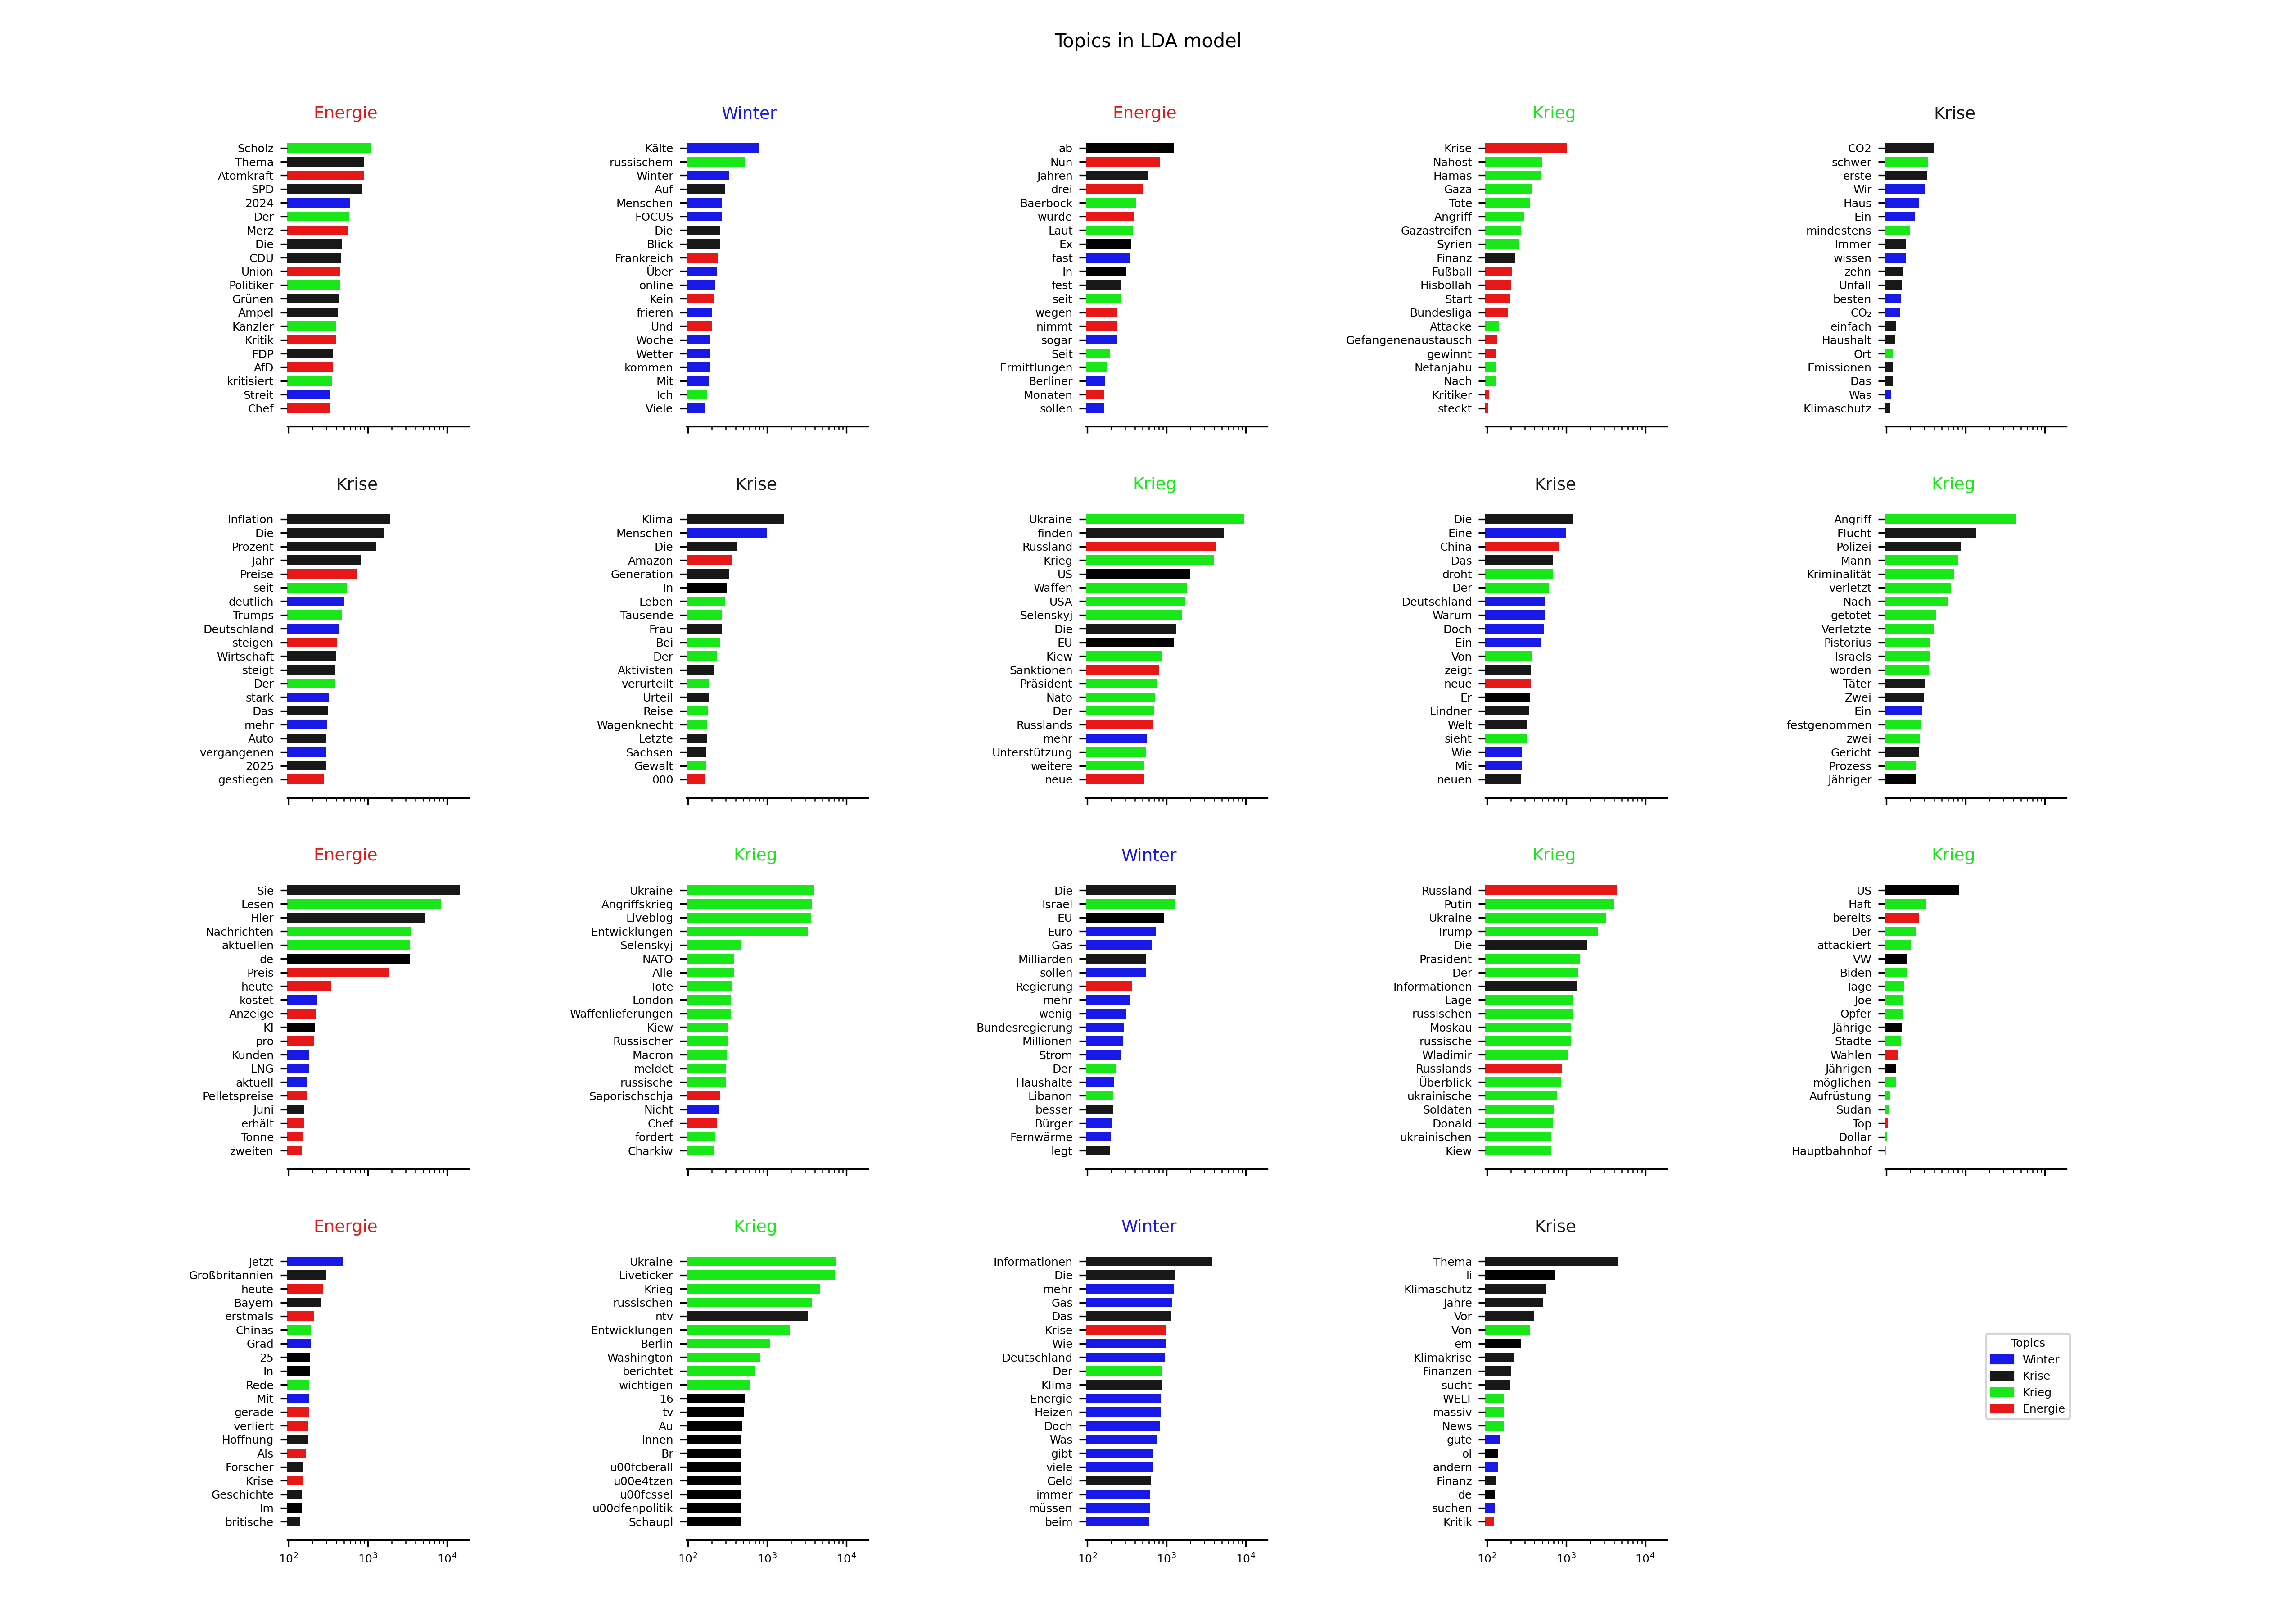 Topics in LDA model
Energie
Scholz
Thema
Atomkraft
SPD
2024
Der
Merz
Die
CDU
Union
Politiker
Grünen
Ampel
Kanzler
Kritik
FDP
AfD
kritisiert
Streit
Chef
Winter
Kälte
russischem
Winter
Auf
Menschen
FOCUS
Die
Blick
Frankreich
Über
online
Kein
frieren
Und
Woche
Wetter
kommen
Mit
Ich
Viele
Energie
ab
Nun
Jahren
drei
Baerbock
wurde
Laut
Ex
fast
In
fest
seit
wegen
nimmt
sogar
Seit
Ermittlungen
Berliner
Monaten
sollen
Krieg
Krise
Nahost
Hamas
Gaza
Tote
Angriff
Gazastreifen
Syrien
Finanz
Fußball
Hisbollah
Start
Bundesliga
Attacke
Gefangenenaustausch
gewinnt
Netanjahu
Nach
Kritiker
steckt
Krise
CO2
schwer
erste
Wir
Haus
Ein
mindestens
Immer
wissen
zehn
Unfall
besten
CO₂
einfach
Haushalt
Ort
Emissionen
Das
Was
Klimaschutz
Krise
Inflation
Die
Prozent
Jahr
Preise
seit
deutlich
Trumps
Deutschland
steigen
Wirtschaft
steigt
Der
stark
Das
mehr
Auto
vergangenen
2025
gestiegen
Krise
Klima
Menschen
Die
Amazon
Generation
In
Leben
Tausende
Frau
Bei
Der
Aktivisten
verurteilt
Urteil
Reise
Wagenknecht
Letzte
Sachsen
Gewalt
000
Krieg
Ukraine
finden
Russland
Krieg
US
Waffen
USA
Selenskyj
Die
EU
Kiew
Sanktionen
Präsident
Nato
Der
Russlands
mehr
Unterstützung
weitere
neue
Krise
Die
Eine
China
Das
droht
Der
Deutschland
Warum
Doch
Ein
Von
zeigt
neue
Er
Lindner
Welt
sieht
Wie
Mit
neuen
Krieg
Angriff
Flucht
Polizei
Mann
Kriminalität
verletzt
Nach
getötet
Verletzte
Pistorius
Israels
worden
Täter
Zwei
Ein
festgenommen
zwei
Gericht
Prozess
Jähriger
Energie
Sie
Lesen
Hier
Nachrichten
aktuellen
de
Preis
heute
kostet
Anzeige
KI
pro
Kunden
LNG
aktuell
Pelletspreise
Juni
erhält
Tonne
zweiten
Krieg
Ukraine
Angriffskrieg
Liveblog
Entwicklungen
Selenskyj
NATO
Alle
Tote
London
Waffenlieferungen
Kiew
Russischer
Macron
meldet
russische
Saporischschja
Nicht
Chef
fordert
Charkiw
Winter
Die
Israel
EU
Euro
Gas
Milliarden
sollen
Regierung
mehr
wenig
Bundesregierung
Millionen
Strom
Der
Haushalte
Libanon
besser
Bürger
Fernwärme
legt
Krieg
Russland
Putin
Ukraine
Trump
Die
Präsident
Der
Informationen
Lage
russischen
Moskau
russische
Wladimir
Russlands
Überblick
ukrainische
Soldaten
Donald
ukrainischen
Kiew
Krieg
US
Haft
bereits
Der
attackiert
VW
Biden
Tage
Joe
Opfer
Jährige
Städte
Wahlen
Jährigen
möglichen
Aufrüstung
Sudan
Top
Dollar
Hauptbahnhof
Energie
Jetzt
Großbritannien
heute
Bayern
erstmals
Chinas
Grad
25
In
Rede
Mit
gerade
verliert
Hoffnung
Als
Forscher
Krise
Geschichte
Im
britische
10² 10³ 10⁴
Krieg
Ukraine
Liveticker
Krieg
russischen
ntv
Entwicklungen
Berlin
Washington
berichtet
wichtigen
16
tv
Au
Innen
Br
u00fcberall
u00e4tzen
u00fcssel
u00dfenpolitik
Schaupl
10² 10³ 10⁴
Winter
Informationen
Die
mehr
Gas
Das
Krise
Wie
Deutschland
Der
Klima
Energie
Heizen
Doch
Was
gibt
viele
Geld
immer
müssen
beim
10² 10³ 10⁴
Krise
Thema
li
Klimaschutz
Jahre
Vor
Von
em
Klimakrise
Finanzen
sucht
WELT
massiv
News
gute
ol
ändern
Finanz
de
suchen
Kritik
10² 10³ 10⁴
Topics
Winter
Krise
Krieg
Energie